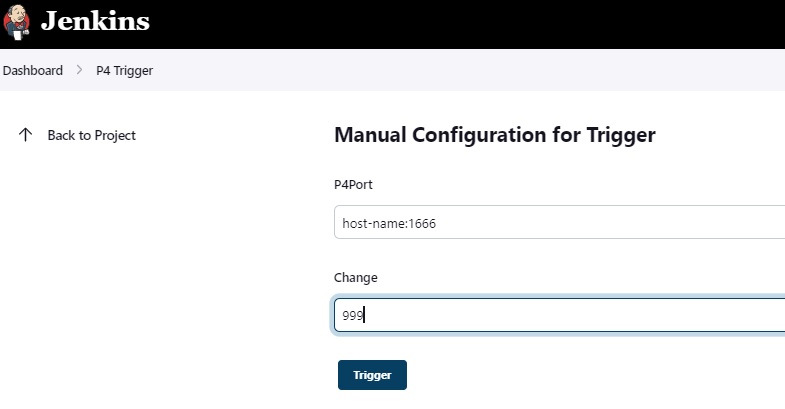 Jenkins
Dashboard > P4 Trigger
Back to Project
Manual Configuration for Trigger
P4Port
host-name:1666
Change
999
Trigger